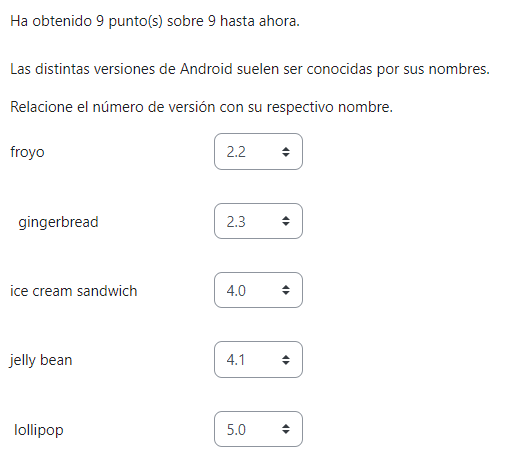 Ha obtenido 9 punto(s) sobre 9 hasta ahora.
Las distintas versiones de Android suelen ser conocidas por sus nombres.
Relacione el número de versión con su respectivo nombre.
froyo 2.2
gingerbread 2.3
ice cream sandwich 4.0
jelly bean 4.1
lollipop 5.0